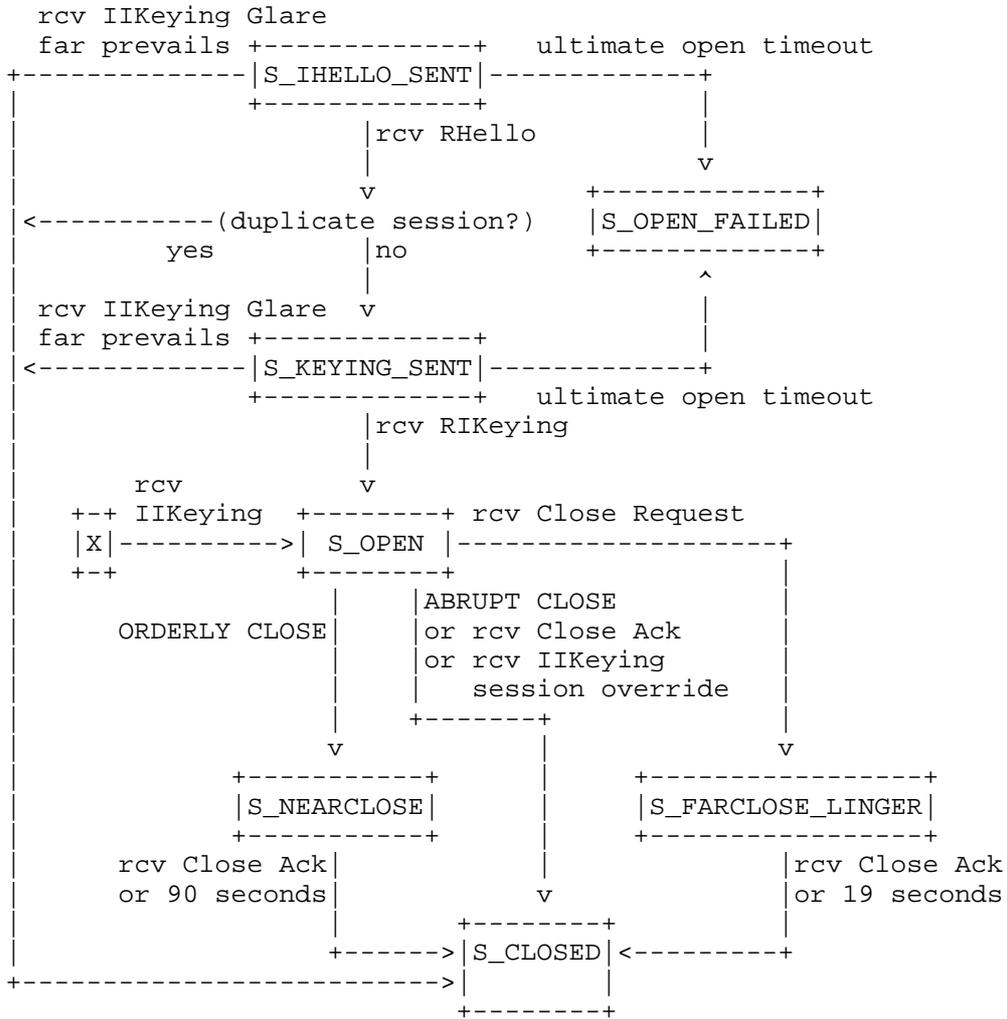 rcv IIKeying Glare
far prevails ultimate open timeout
S_IHELLO_SENT
rcv RHello
(duplicate session?) S_OPEN_FAILED
yes no
rcv IIKeying Glare
far prevails
S_KEYING_SENT
ultimate open timeout
rcv RIKeying
rcv
IIKeying rcv Close Request
X S_OPEN
ABRUPT CLOSE
ORDERLY CLOSE or rcv Close Ack
or rcv IIKeying
session override
S_NEARCLOSE S_FARCLOSE_LINGER
rcv Close Ack rcv Close Ack
or 90 seconds or 19 seconds
S_CLOSED